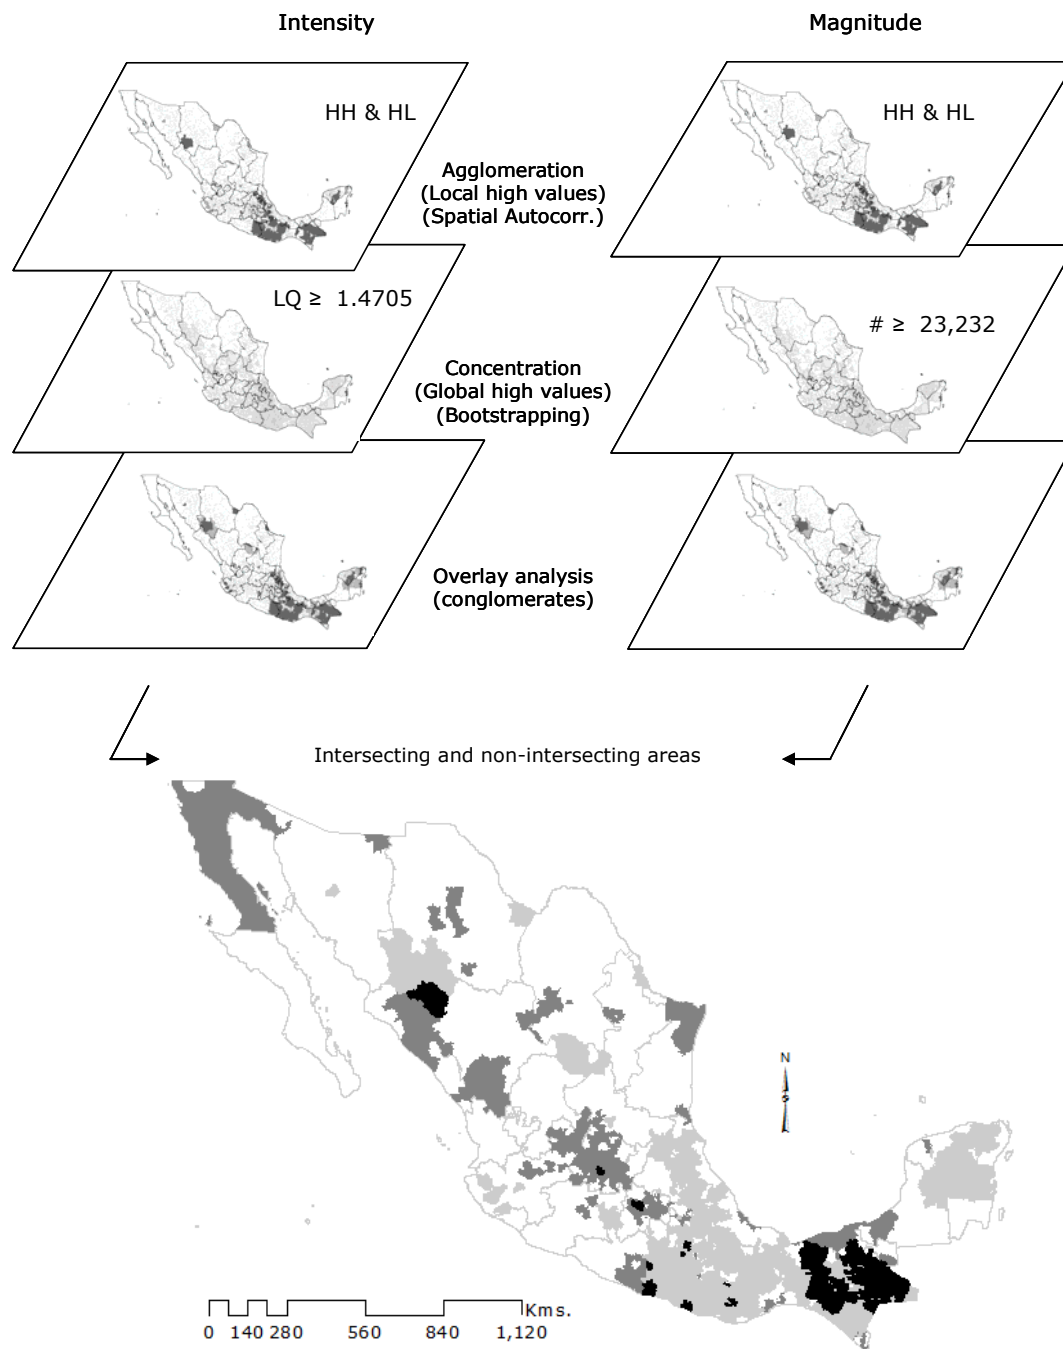 Intensity
Magnitude
HH & HL
HH & HL
Agglomeration
(Local high values)
(Spatial Autocorr.)
LQ ≥ 1.4705
# ≥ 23,232
Concentration
(Global high values)
(Bootstrapping)
Overlay analysis
(conglomerates)
Intersecting and non-intersecting areas
N
S
Kms.
0 140 280 560 840 1,120